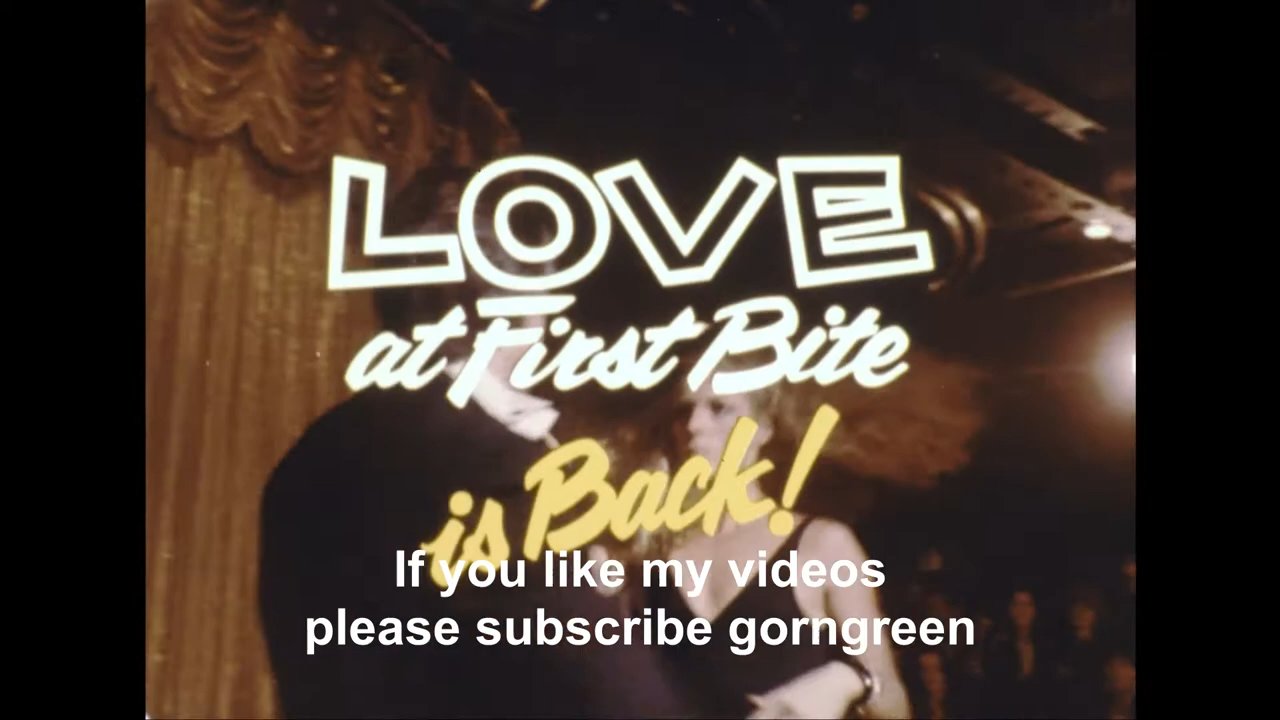 LOVE
at First Bite
is Back!
If you like my videos
please subscribe gorngreen